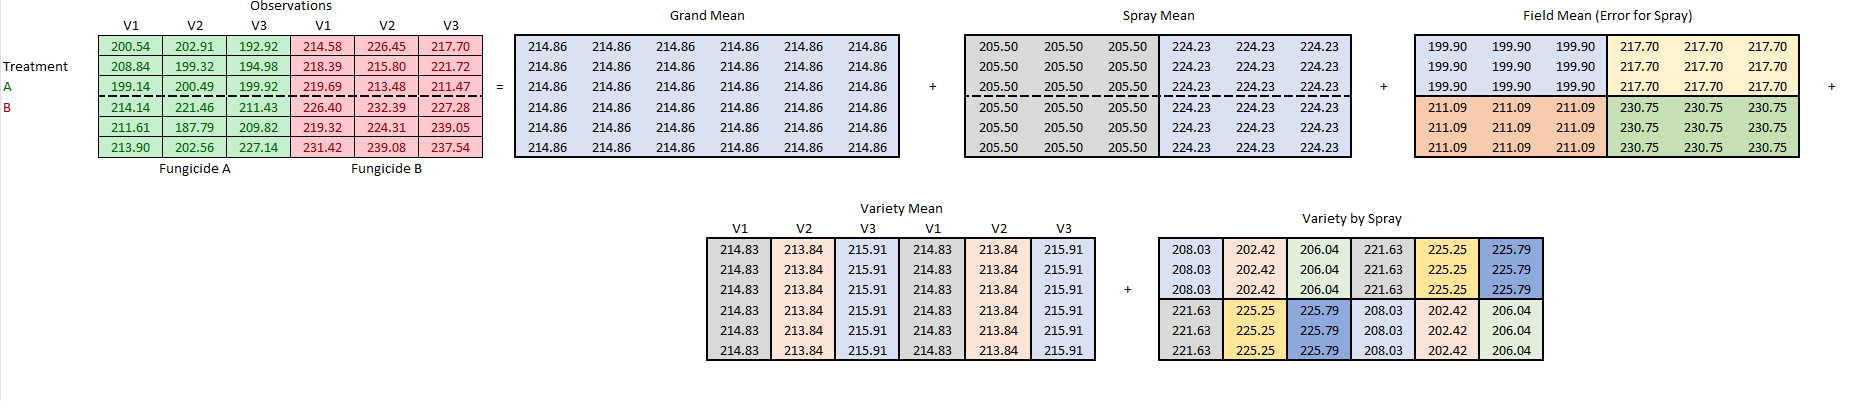 Observations
V1 V2 V3 V1 V2 V3 Grand Mean Spray Mean Field Mean (Error for Spray)
200.54 202.91 192.92 214.58 226.45 217.70 214.86 214.86 214.86 214.86 214.86 214.86 205.50 205.50 205.50 224.23 224.23 224.23 199.90 199.90 199.90 217.70 217.70 217.70
Treatment 208.84 199.32 194.98 218.39 215.80 221.72 214.86 214.86 214.86 214.86 214.86 214.86 205.50 205.50 205.50 224.23 224.23 224.23 199.90 199.90 199.90 217.70 217.70 217.70
A 199.14 200.49 199.92 219.69 213.48 211.47 = 214.86 214.86 214.86 214.86 214.86 214.86 + 205.50 205.50 205.50 224.23 224.23 224.23 + 199.90 199.90 199.90 217.70 217.70 217.70 +
B 214.14 221.46 211.43 226.40 232.39 227.28 214.86 214.86 214.86 214.86 214.86 214.86 205.50 205.50 205.50 224.23 224.23 224.23 211.09 211.09 211.09 230.75 230.75 230.75
211.61 187.79 209.82 219.32 224.31 239.05 214.86 214.86 214.86 214.86 214.86 214.86 205.50 205.50 205.50 224.23 224.23 224.23 211.09 211.09 211.09 230.75 230.75 230.75
213.90 202.56 227.14 231.42 239.08 237.54 214.86 214.86 214.86 214.86 214.86 214.86 205.50 205.50 205.50 224.23 224.23 224.23 211.09 211.09 211.09 230.75 230.75 230.75
Fungicide A Fungicide B
Variety Mean Variety by Spray
V1 V2 V3 V1 V2 V3
214.83 213.84 215.91 214.83 213.84 215.91 208.03 202.42 206.04 221.63 225.25 225.79
214.83 213.84 215.91 214.83 213.84 215.91 208.03 202.42 206.04 221.63 225.25 225.79
214.83 213.84 215.91 214.83 213.84 215.91 + 208.03 202.42 206.04 221.63 225.25 225.79
214.83 213.84 215.91 214.83 213.84 215.91 221.63 225.25 225.79 208.03 202.42 206.04
214.83 213.84 215.91 214.83 213.84 215.91 221.63 225.25 225.79 208.03 202.42 206.04
214.83 213.84 215.91 214.83 213.84 215.91 221.63 225.25 225.79 208.03 202.42 206.04